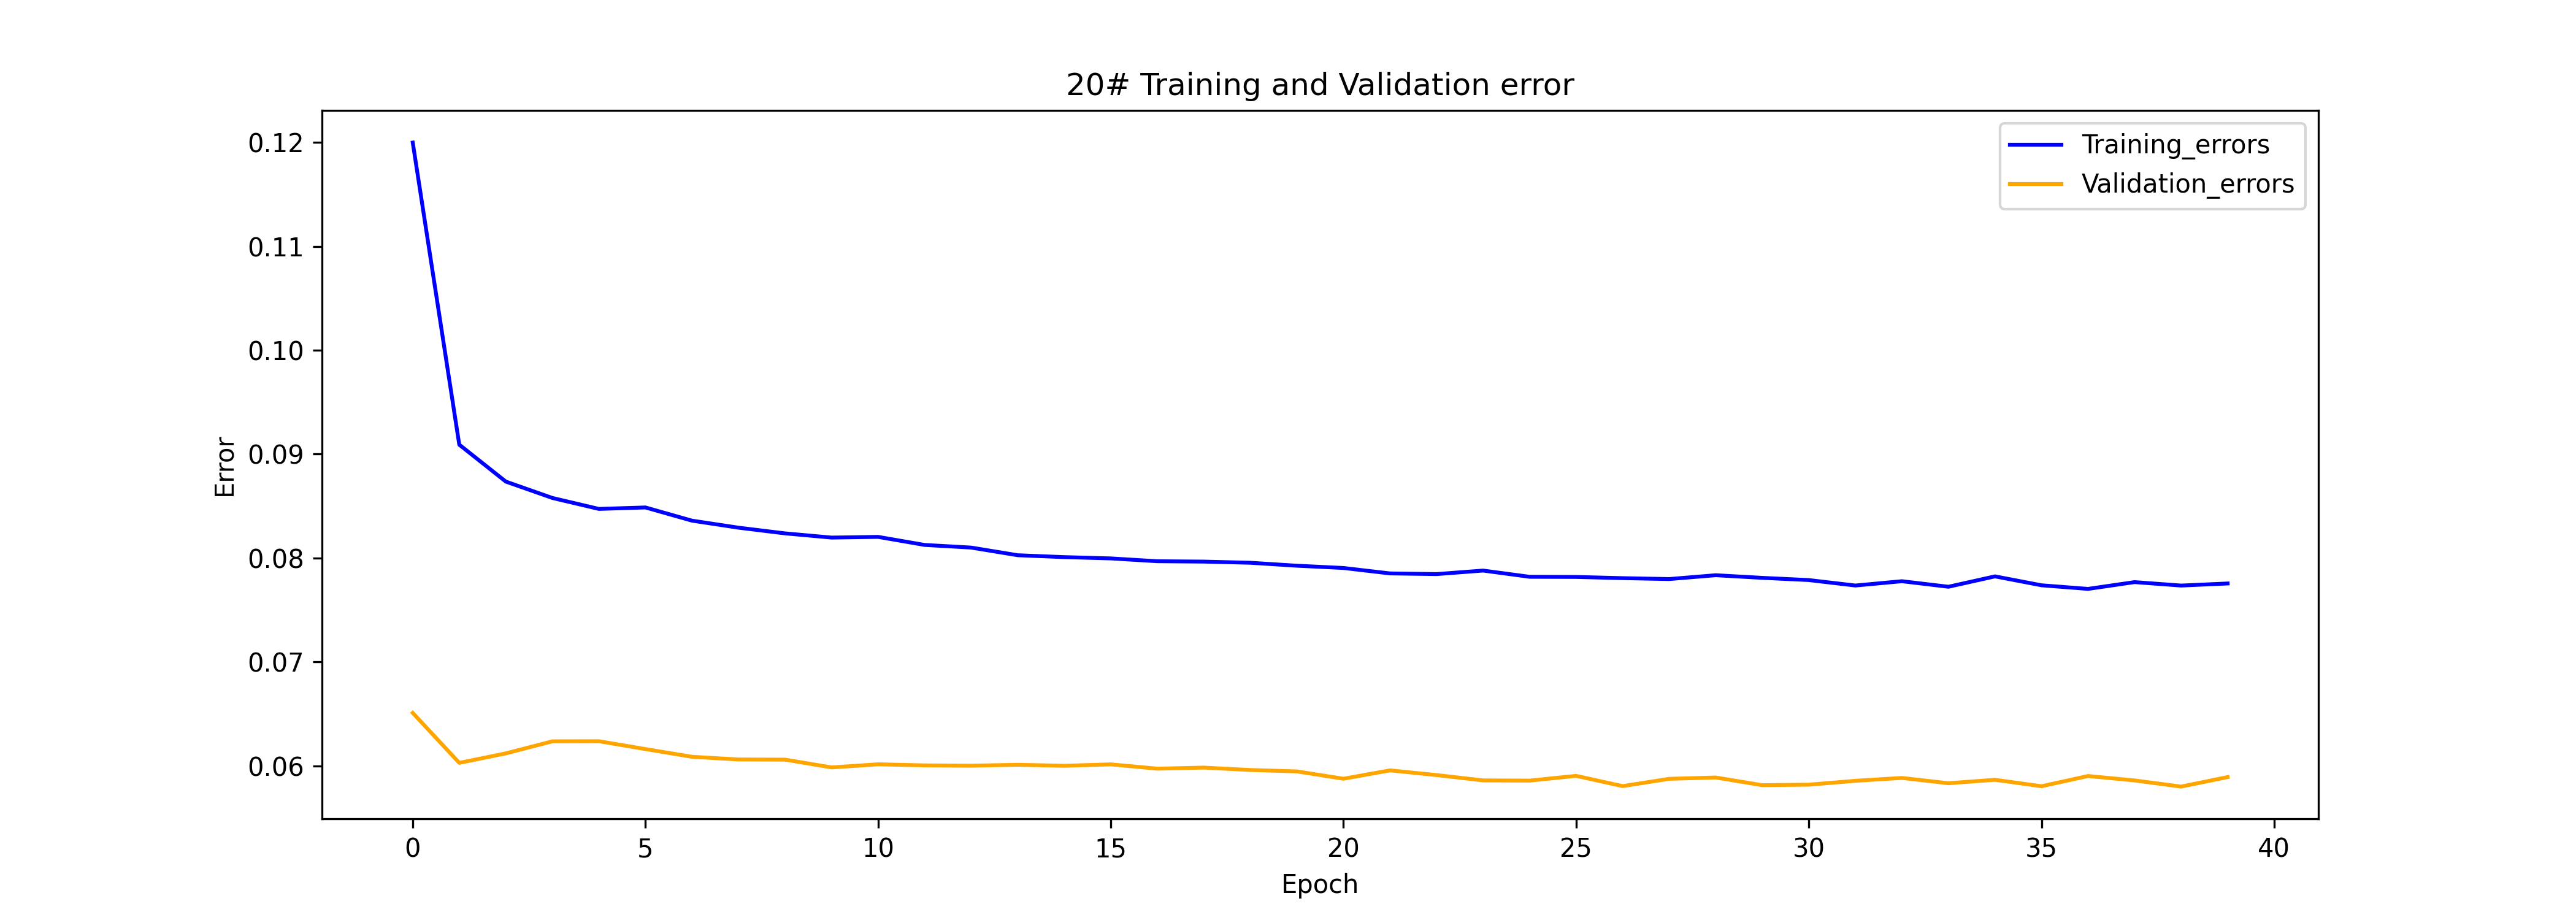 20# Training and Validation error
Training_errors
Validation_errors
Error
0.12
0.11
0.10
0.09
0.08
0.07
0.06
0 5 10 15 20 25 30 35 40
Epoch